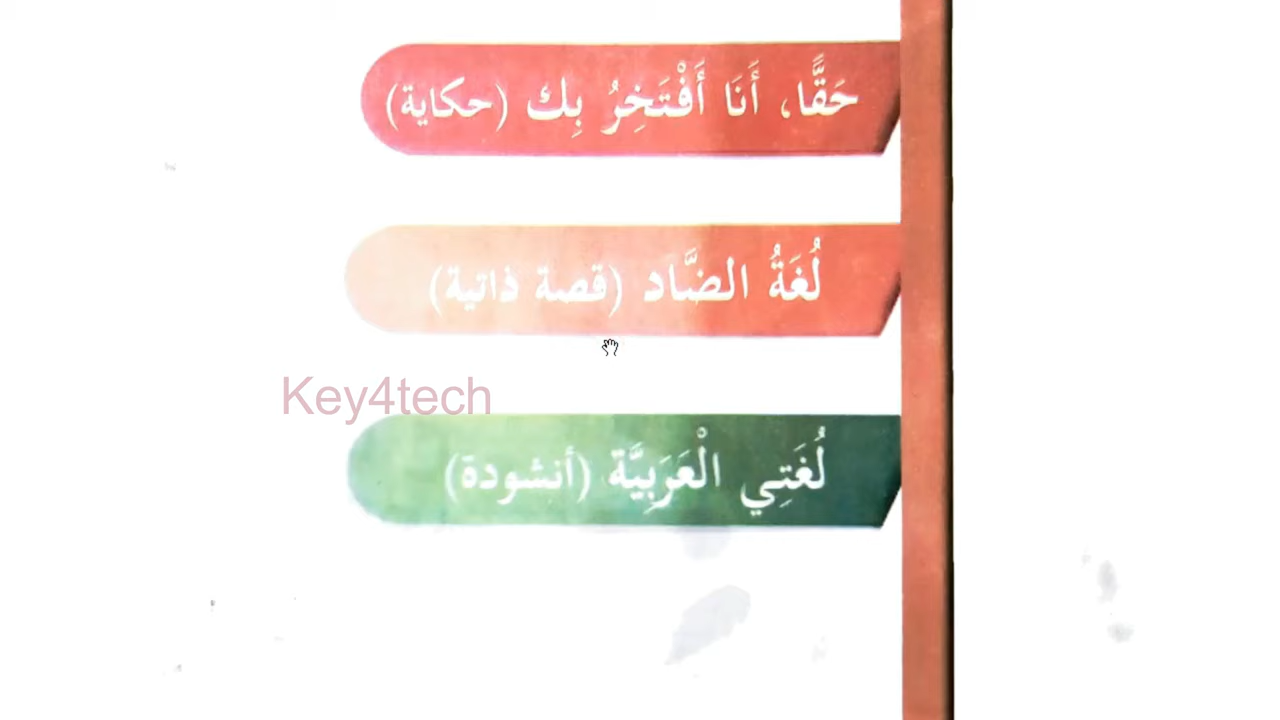 حَقًّا، أَنَا أَفْتَخِرُ بِك (حكاية)
لُغَةُ الضَّاد (قصة ذاتية)
Key4tech
لُغَتِي الْعَرَبِيَّة (أنشودة)